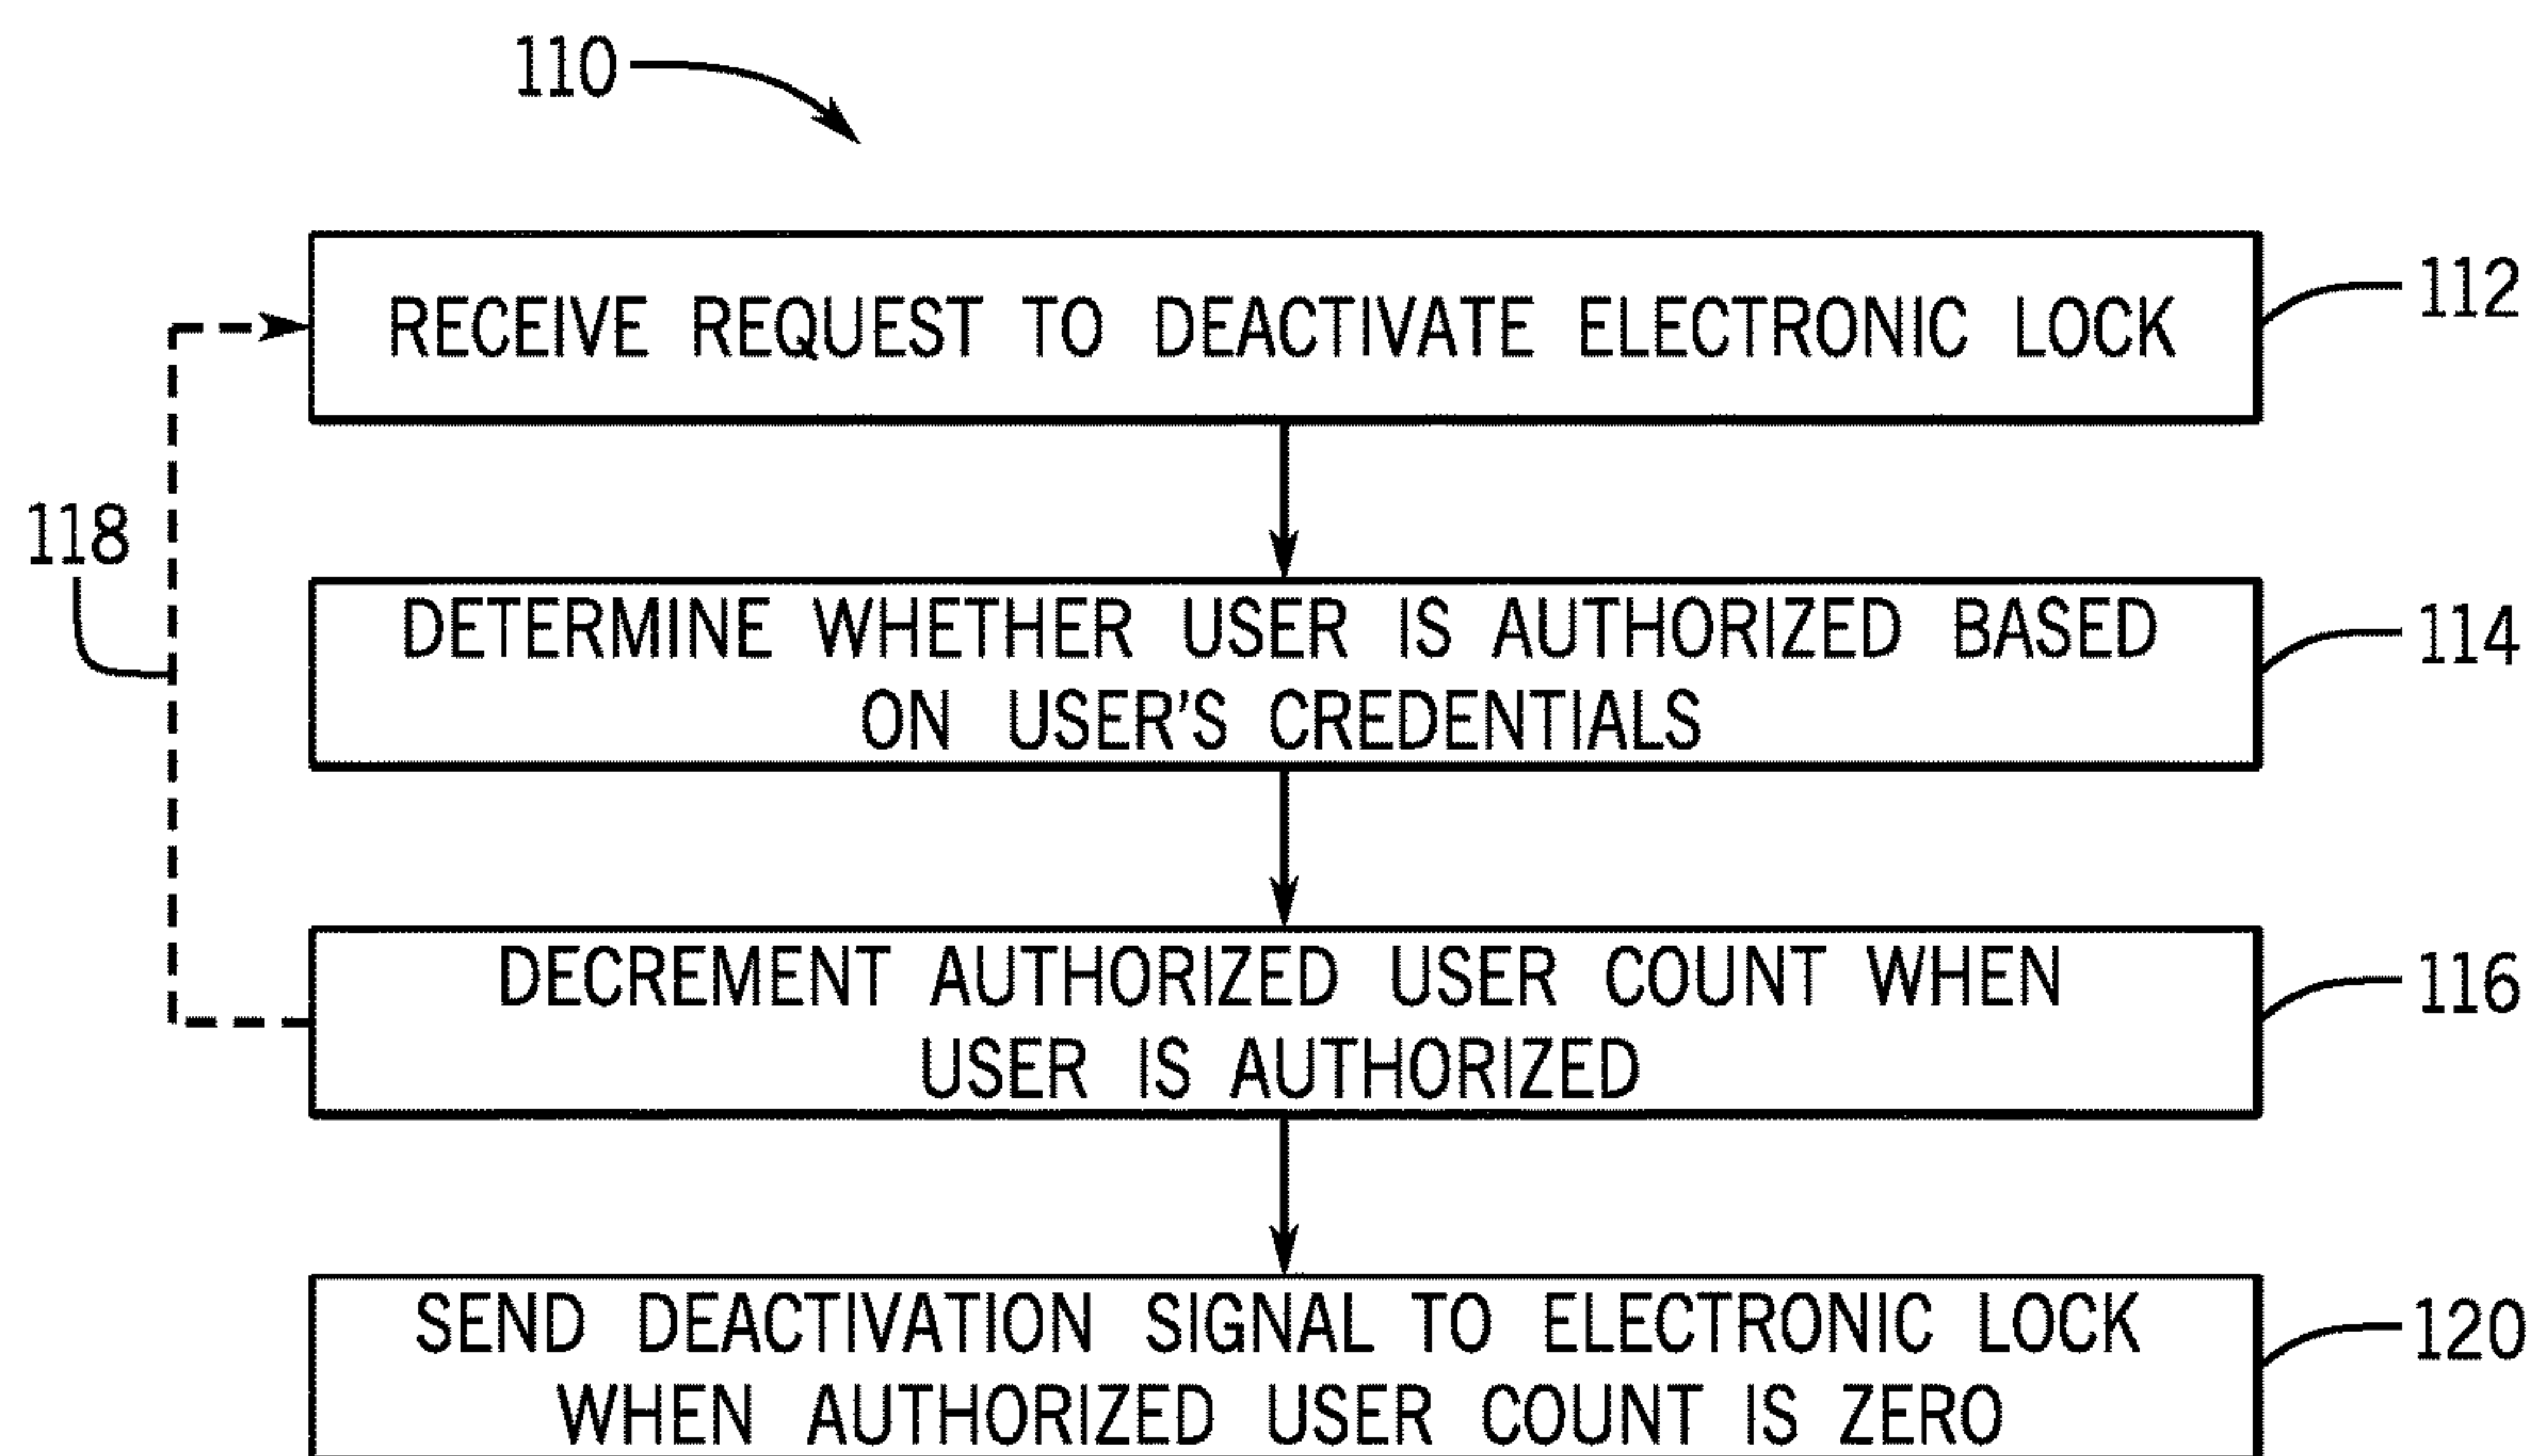 110
RECEIVE REQUEST TO DEACTIVATE ELECTRONIC LOCK
112
118
DETERMINE WHETHER USER IS AUTHORIZED BASED
ON USER'S CREDENTIALS
114
DECREMENT AUTHORIZED USER COUNT WHEN
USER IS AUTHORIZED
116
SEND DEACTIVATION SIGNAL TO ELECTRONIC LOCK
WHEN AUTHORIZED USER COUNT IS ZERO
120